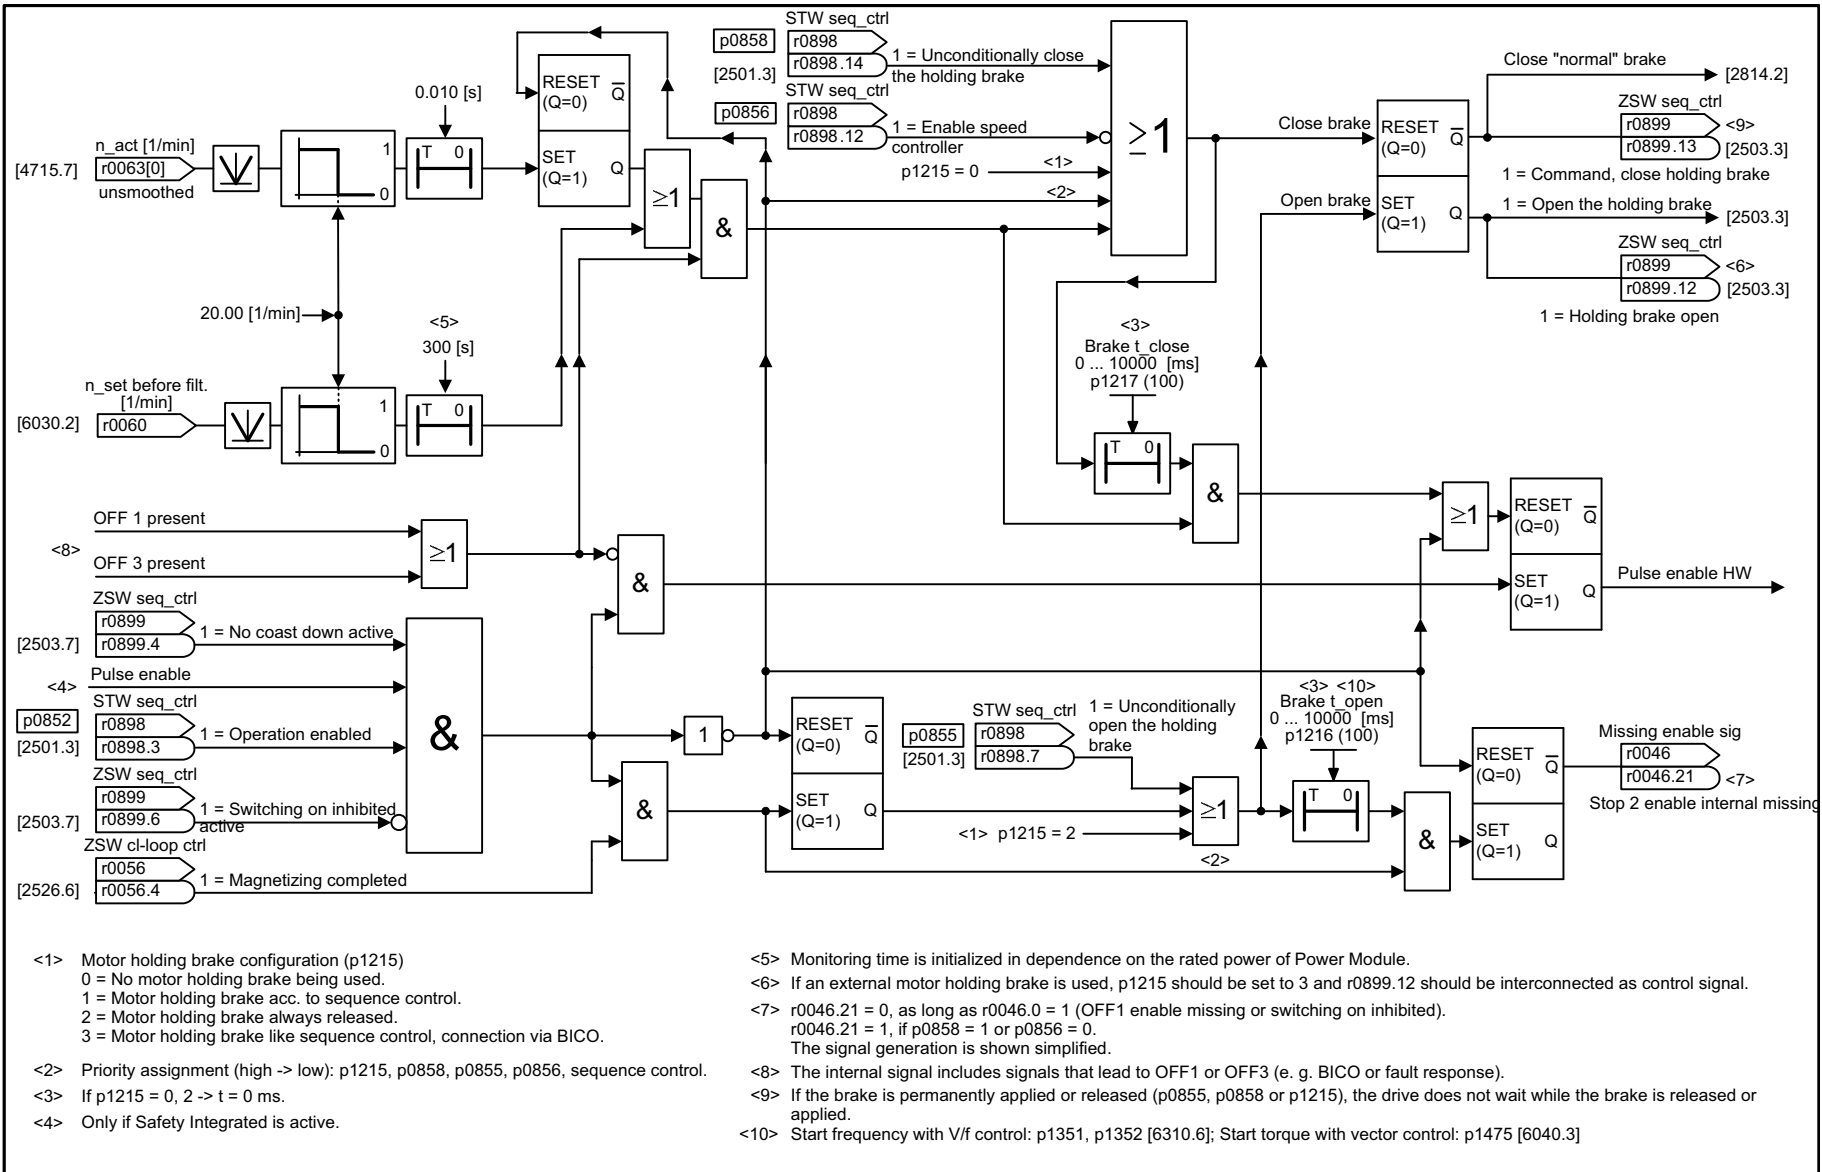 STW seq_ctrl
p0858
r0898
r0898.14
1 = Unconditionally close
the holding brake
[2501.3]
STW seq_ctrl
p0856
r0898
r0898.12
1 = Enable speed
controller
<1>
p1215 = 0
<2>
≥1
Close "normal" brake
[2814.2]
ZSW seq_ctrl
r0899
<9>
r0899.13
[2503.3]
1 = Command, close holding brake
1 = Open the holding brake
[2503.3]
ZSW seq_ctrl
r0899
<6>
r0899.12
[2503.3]
1 = Holding brake open
Close brake
RESET
(Q=0)
Q
Open brake
SET
(Q=1)
Q
0.010 [s]
n_act [1/min]
[4715.7]
r0063[0]
unsmoothed
1
0
T 0
RESET
(Q=0)
Q
SET
(Q=1)
Q
≥1
&
20.00 [1/min]
<5>
300 [s]
n_set before filt.
[1/min]
[6030.2]
r0060
1
0
T 0
<3>
Brake t_close
0 ... 10000 [ms]
p1217 (100)
T 0
&
≥1
RESET
(Q=0)
Q
SET
(Q=1)
Q
Pulse enable HW
OFF 1 present
<8>
OFF 3 present
≥1
&
ZSW seq_ctrl
r0899
[2503.7]
r0899.4
1 = No coast down active
Pulse enable
<4>
STW seq_ctrl
p0852
r0898
[2501.3]
r0898.3
1 = Operation enabled
ZSW seq_ctrl
r0899
[2503.7]
r0899.6
1 = Switching on inhibited
active
ZSW cl-loop ctrl
r0056
[2526.6]
r0056.4
1 = Magnetizing completed
&
1
&
RESET
(Q=0)
Q
SET
(Q=1)
Q
STW seq_ctrl
p0855
r0898
[2501.3]
r0898.7
1 = Unconditionally
open the holding
brake
<1> p1215 = 2
≥1
<2>
<3> <10>
Brake t_open
0 ... 10000 [ms]
p1216 (100)
T 0
&
RESET
(Q=0)
Q
SET
(Q=1)
Q
Missing enable sig
r0046
r0046.21
<7>
Stop 2 enable internal missing
<1> Motor holding brake configuration (p1215)
0 = No motor holding brake being used.
1 = Motor holding brake acc. to sequence control.
2 = Motor holding brake always released.
3 = Motor holding brake like sequence control, connection via BICO.
<2> Priority assignment (high -> low): p1215, p0858, p0855, p0856, sequence control.
<3> If p1215 = 0, 2 -> t = 0 ms.
<4> Only if Safety Integrated is active.
<5> Monitoring time is initialized in dependence on the rated power of Power Module.
<6> If an external motor holding brake is used, p1215 should be set to 3 and r0899.12 should be interconnected as control signal.
<7> r0046.21 = 0, as long as r0046.0 = 1 (OFF1 enable missing or switching on inhibited).
r0046.21 = 1, if p0858 = 1 or p0856 = 0.
The signal generation is shown simplified.
<8> The internal signal includes signals that lead to OFF1 or OFF3 (e. g. BICO or fault response).
<9> If the brake is permanently applied or released (p0855, p0858 or p1215), the drive does not wait while the brake is released or
applied.
<10> Start frequency with V/f control: p1351, p1352 [6310.6]; Start torque with vector control: p1475 [6040.3]